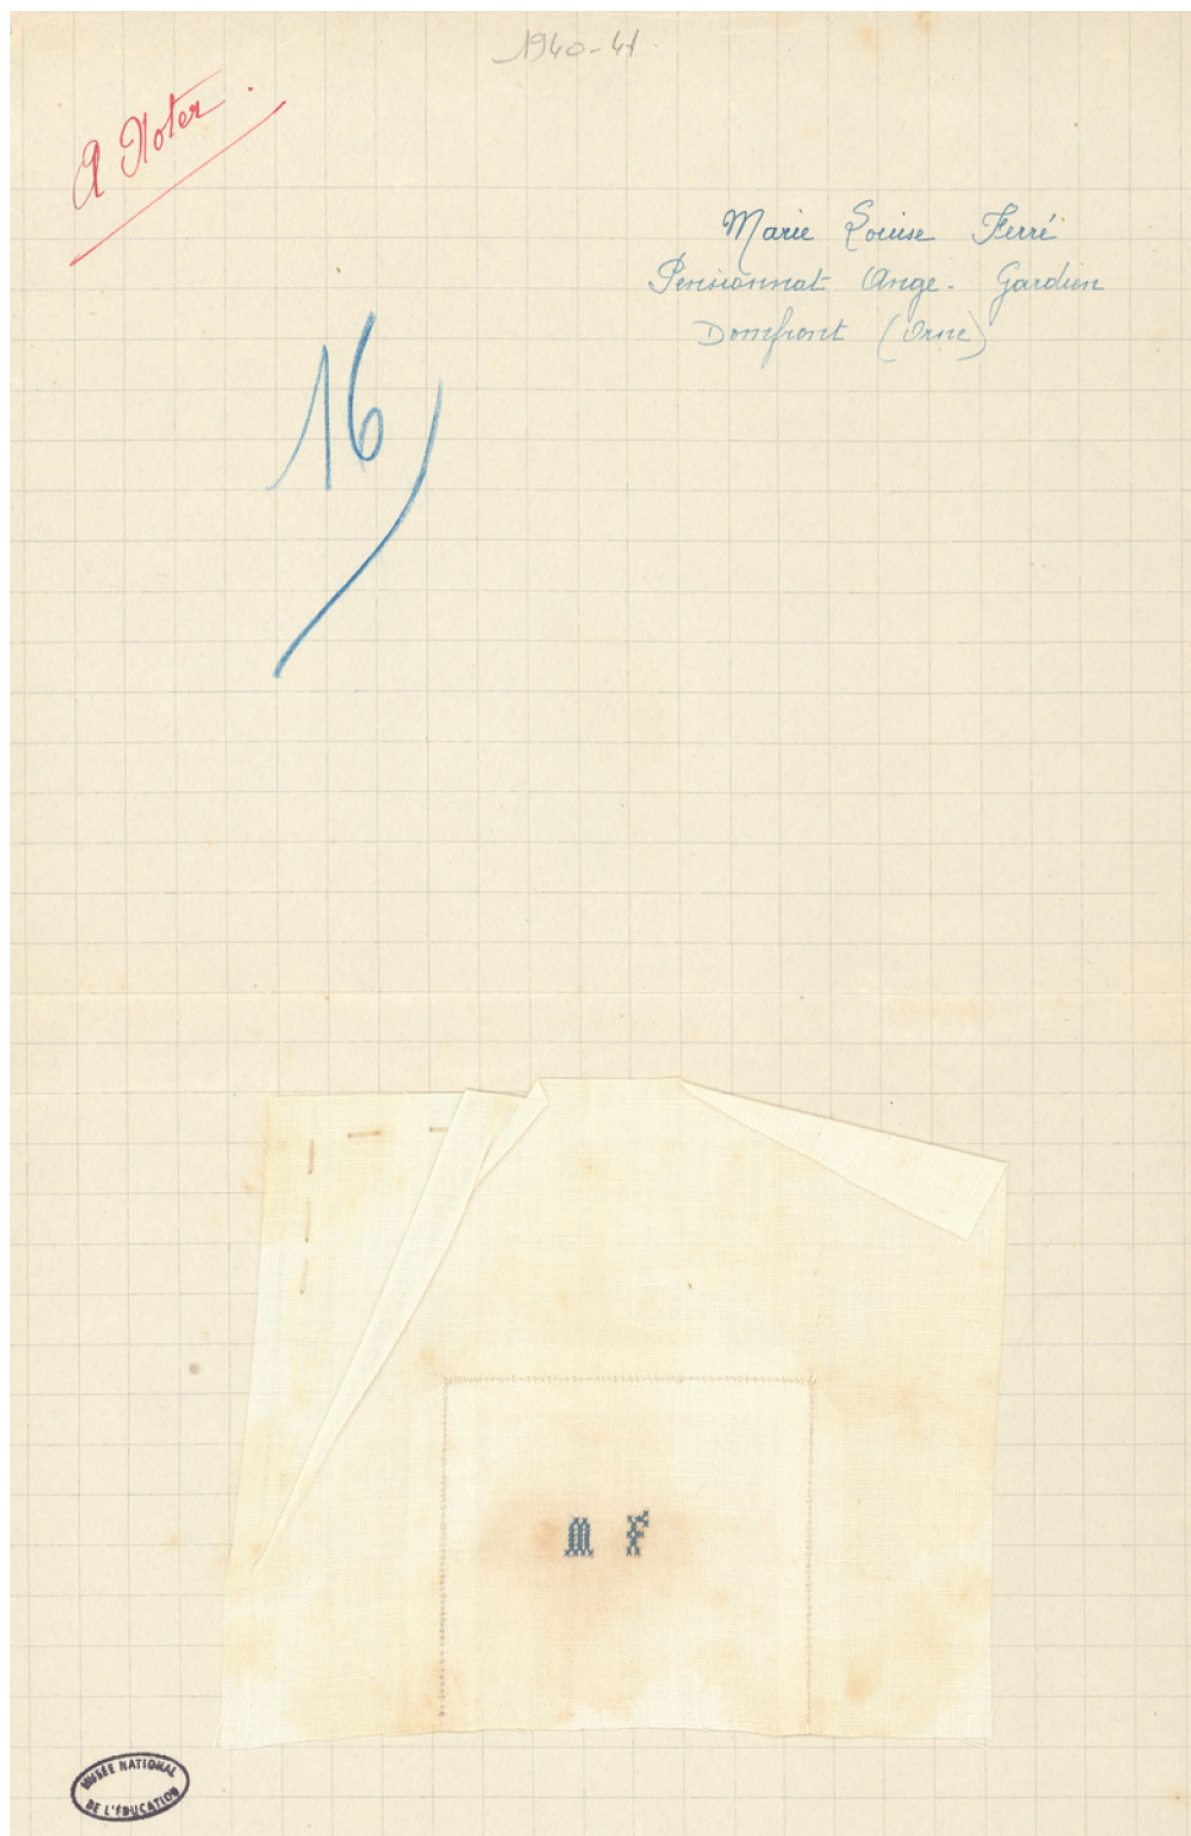 1940-41
A Noter.
Marie Louise Ferré
Pensionnat Ange-Gardien
Domfront (Orne)
16
m F
MUSÉE NATIONAL
DE L'ÉDUCATION